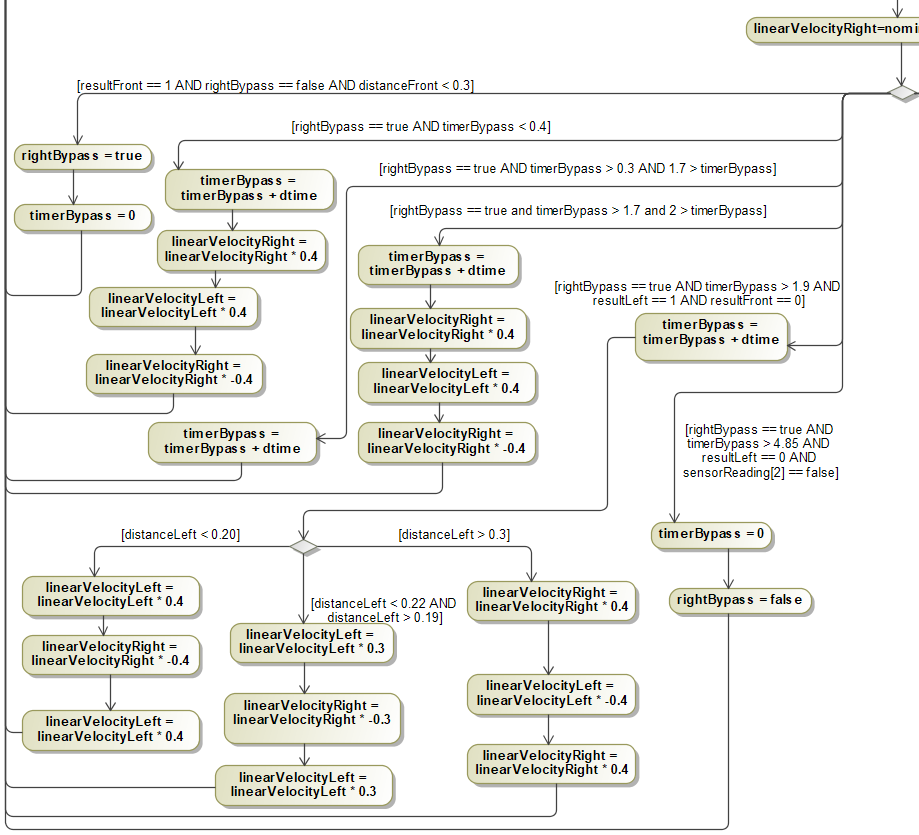 linearVelocityRight=nomi
[resultFront == 1 AND rightBypass == false AND distanceFront < 0.3]
[rightBypass == true AND timerBypass < 0.4]
rightBypass = true
[rightBypass == true AND timerBypass > 0.3 AND 1.7 > timerBypass]
timerBypass =
timerBypass + dtime
timerBypass = 0
[rightBypass == true and timerBypass > 1.7 and 2 > timerBypass]
linearVelocityRight =
linearVelocityRight * 0.4
timerBypass =
timerBypass + dtime
[rightBypass == true AND timerBypass > 1.9 AND
resultLeft == 1 AND resultFront == 0]
linearVelocityLeft =
linearVelocityLeft * 0.4
linearVelocityRight =
linearVelocityRight * 0.4
timerBypass =
timerBypass + dtime
linearVelocityRight =
linearVelocityRight * -0.4
linearVelocityLeft =
linearVelocityLeft * 0.4
timerBypass =
timerBypass + dtime
linearVelocityRight =
linearVelocityRight * -0.4
[rightBypass == true AND
timerBypass > 4.85 AND
resultLeft == 0 AND
sensorReading[2] == false]
[distanceLeft < 0.20]
[distanceLeft > 0.3]
timerBypass = 0
linearVelocityLeft =
linearVelocityLeft * 0.4
[distanceLeft < 0.22 AND
distanceLeft > 0.19]
linearVelocityRight =
linearVelocityRight * 0.4
rightBypass = false
linearVelocityRight =
linearVelocityRight * -0.4
linearVelocityLeft =
linearVelocityLeft * 0.3
linearVelocityLeft =
linearVelocityLeft * -0.4
linearVelocityLeft =
linearVelocityLeft * 0.4
linearVelocityRight =
linearVelocityRight * -0.3
linearVelocityRight =
linearVelocityRight * 0.4
linearVelocityLeft =
linearVelocityLeft * 0.3